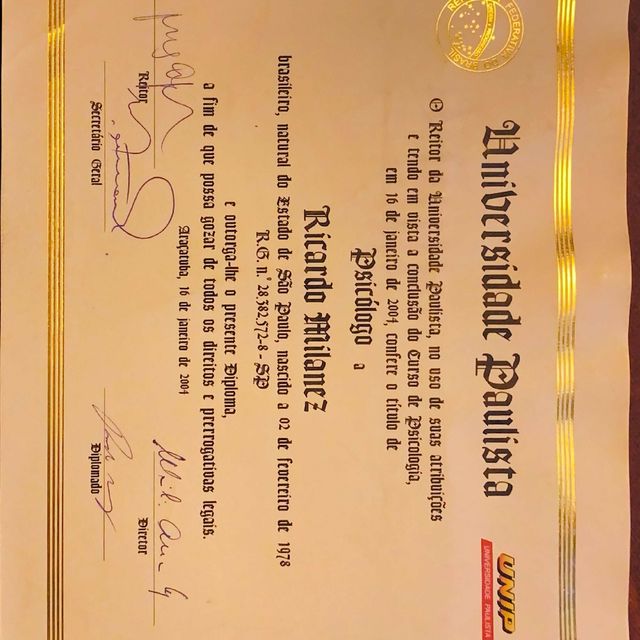 REPÚBLICA FEDERATIVA DO BRASIL
Universidade Paulista
UNIP
UNIVERSIDADE PAULISTA
O Reitor da Universidade Paulista, no uso de suas atribuições
e tendo em vista a conclusão do Curso de Psicologia,
em 16 de janeiro de 2004, confere o título de
Psicólogo a
Ricardo Milanez
R.G. n.º 28.382.572-8 - SP
brasileiro, natural do Estado de São Paulo, nascido a 02 de fevereiro de 1978
e outorga-lhe o presente Diploma,
a fim de que possa gozar de todos os direitos e prerrogativas legais.
Araçatuba, 16 de janeiro de 2004
Reitor
Diretor
Secretário Geral
Diplomado